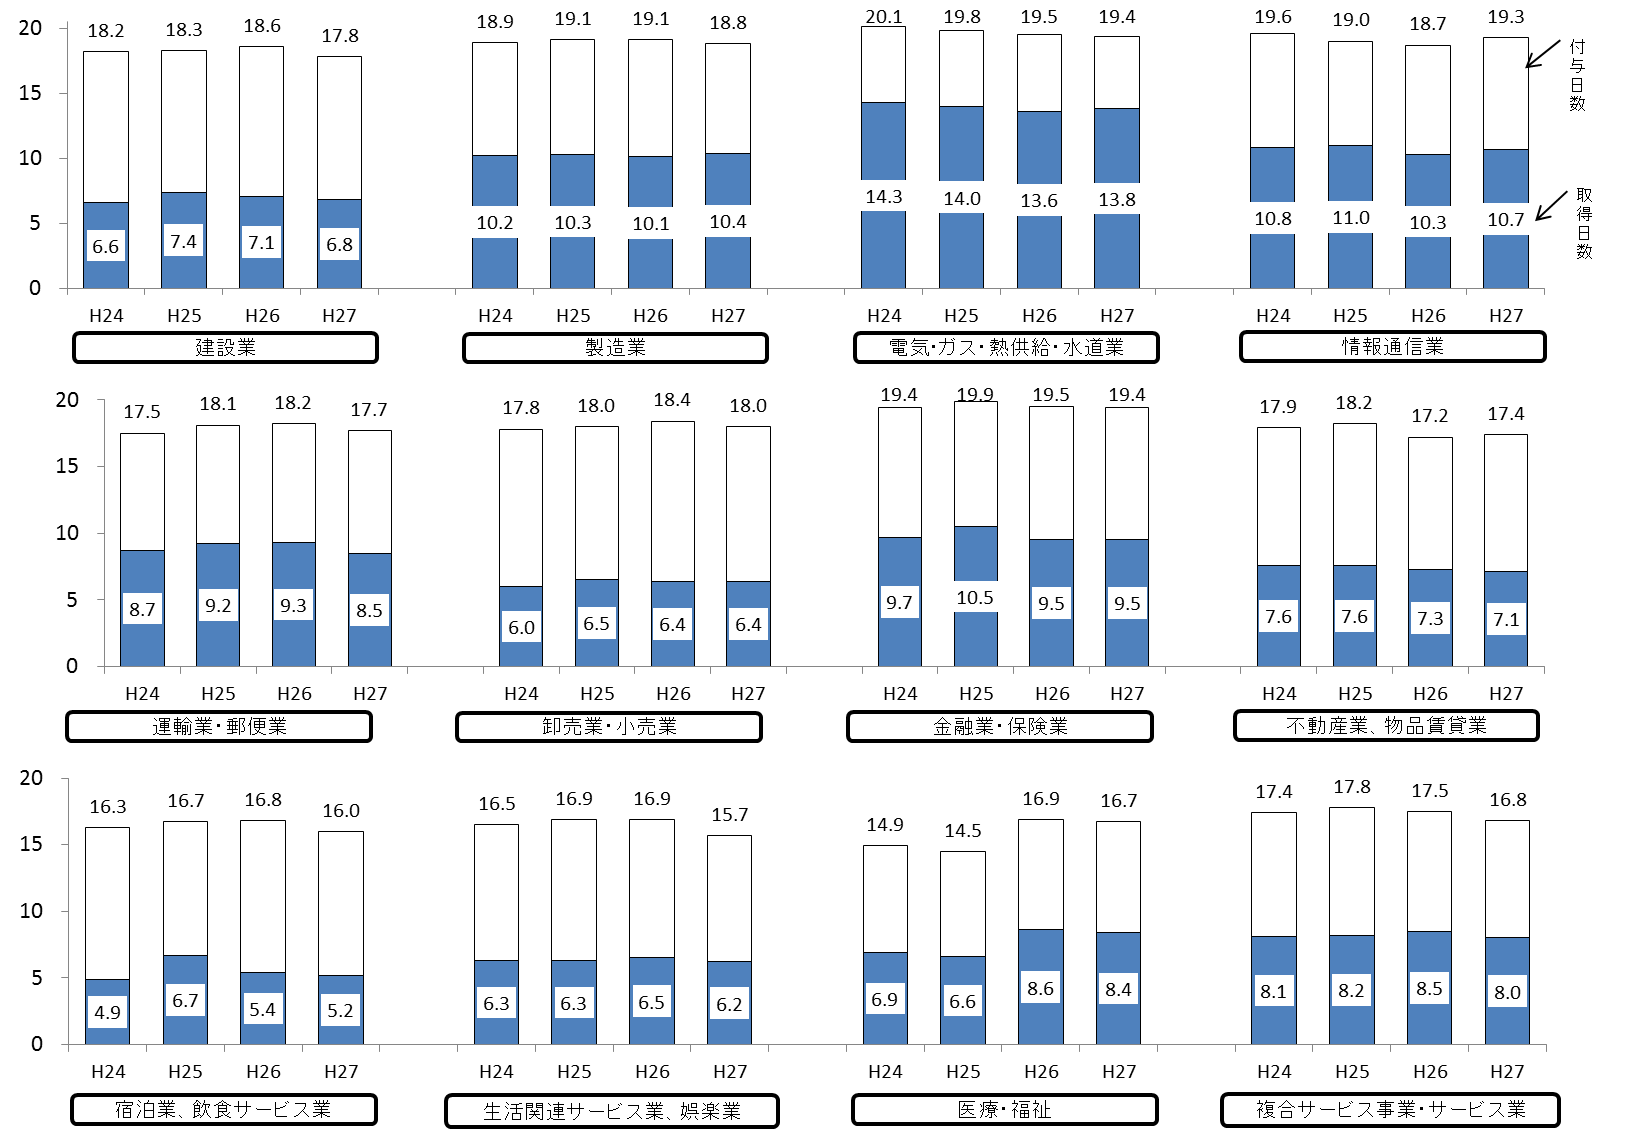 20
15
10
5
0
18.2 18.3 18.6 17.8
6.6 7.4 7.1 6.8
H24 H25 H26 H27
建設業
18.9 19.1 19.1 18.8
10.2 10.3 10.1 10.4
H24 H25 H26 H27
製造業
20.1 19.8 19.5 19.4
14.3 14.0 13.6 13.8
H24 H25 H26 H27
電気・ガス・熱供給・水道業
19.6 19.0 18.7 19.3
10.8 11.0 10.3 10.7
H24 H25 H26 H27
情報通信業
付与日数
取得日数
20
15
10
5
0
17.5 18.1 18.2 17.7
8.7 9.2 9.3 8.5
H24 H25 H26 H27
運輸業・郵便業
17.8 18.0 18.4 18.0
6.0 6.5 6.4 6.4
H24 H25 H26 H27
卸売業・小売業
19.4 19.9 19.5 19.4
9.7 10.5 9.5 9.5
H24 H25 H26 H27
金融業・保険業
17.9 18.2 17.2 17.4
7.6 7.6 7.3 7.1
H24 H25 H26 H27
不動産業、物品賃貸業
20
15
10
5
0
16.3 16.7 16.8 16.0
4.9 6.7 5.4 5.2
H24 H25 H26 H27
宿泊業、飲食サービス業
16.5 16.9 16.9 15.7
6.3 6.3 6.5 6.2
H24 H25 H26 H27
生活関連サービス業、娯楽業
14.9 14.5 16.9 16.7
6.9 6.6 8.6 8.4
H24 H25 H26 H27
医療・福祉
17.4 17.8 17.5 16.8
8.1 8.2 8.5 8.0
H24 H25 H26 H27
複合サービス事業・サービス業